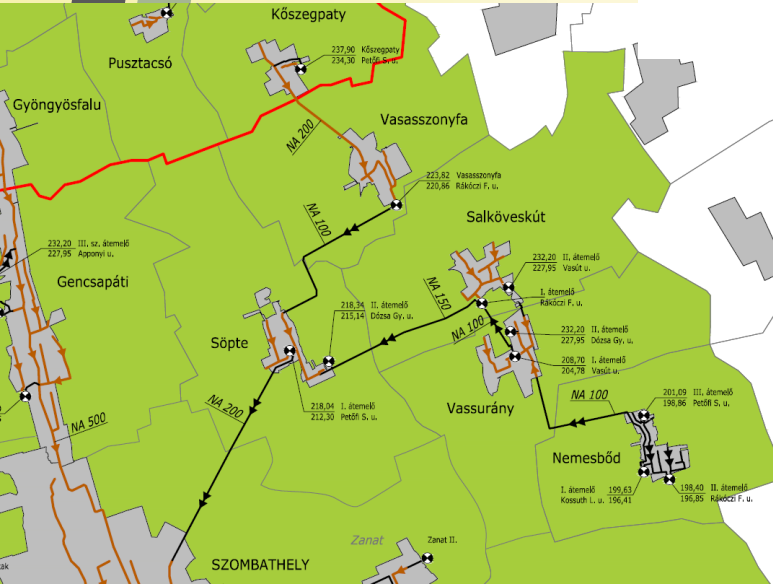 Kőszegpaty
237,90 Kőszegpaty
234,30 Petőfi S. u.
Pusztacsó
Gyöngyösfalu
Vasasszonyfa
NA 200
223,82 Vasasszonyfa
220,86 Rákóczi F. u.
Salköveskút
NA 100
232,20 III. sz. átemelő
227,95 Apponyi u.
232,20 II, átemelő
227,95 Vasút u.
Gencsapáti
NA 150
I. átemelő
Rákóczi F. u.
218,34 II. átemelő
215,14 Dózsa Gy. u.
NA 100
232,20 II. átemelő
227,95 Dózsa Gy, u.
Söpte
208,70 I. átemelő
204,78 Vasút u.
NA 200
218,04 I. átemelő
212,30 Petőfi S. u.
Vassurány
NA 100
201,09 III. átemelő
198,86 Petőfi S. u.
NA 500
Nemesbőd
I. átemelő 199,63
Kossuth L. u. 196,41
198,40 II. átemelő
196,85 Rákóczi F. u.
Zanat
Zanat II.
SZOMBATHELY